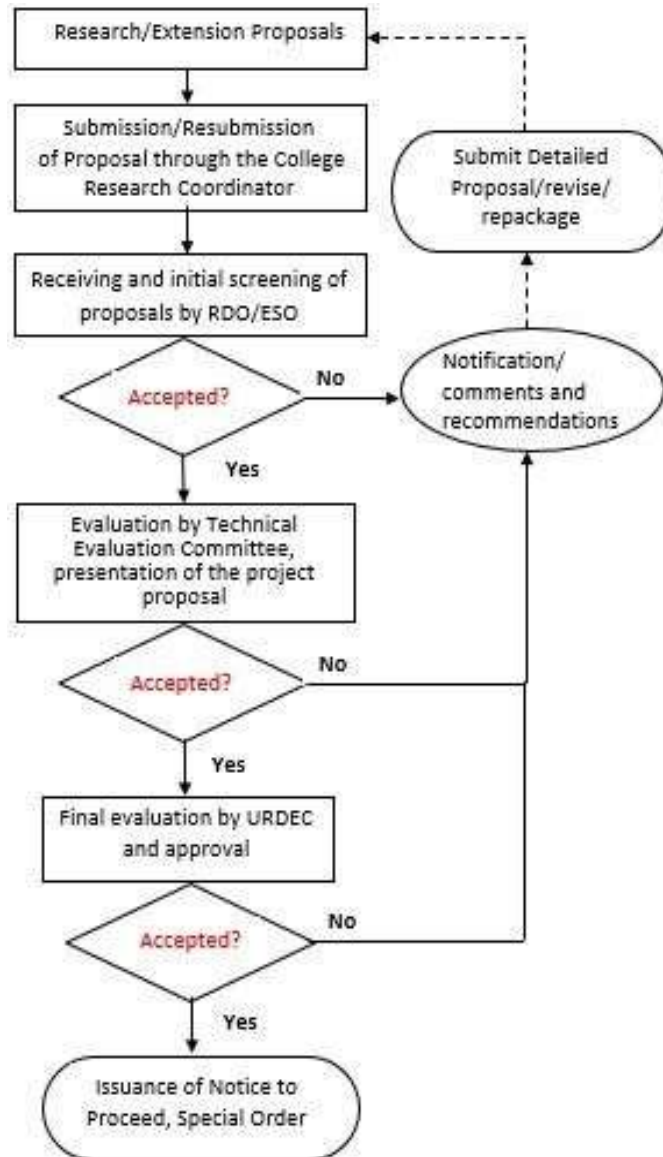 Research/Extension Proposals
Submission/Resubmission
of Proposal through the College
Research Coordinator
Submit Detailed
Proposal/revise/
repackage
Receiving and initial screening of
proposals by RDO/ESO
Notification/
comments and
recommendations
Accepted?
No
Yes
Evaluation by Technical
Evaluation Committee,
presentation of the project
proposal
Accepted?
No
Yes
Final evaluation by URDEC
and approval
Accepted?
No
Yes
Issuance of Notice to
Proceed, Special Order